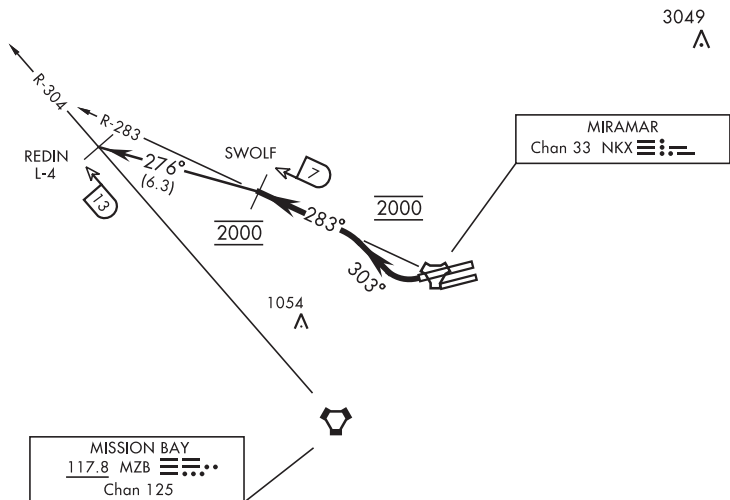 3049
R-304
R-283
MIRAMAR
Chan 33 NKX
REDIN
L-4
276°
(6.3)
SWOLF
7
13
283°
2000
2000
303°
1054
MISSION BAY
117.8 MZB
Chan 125